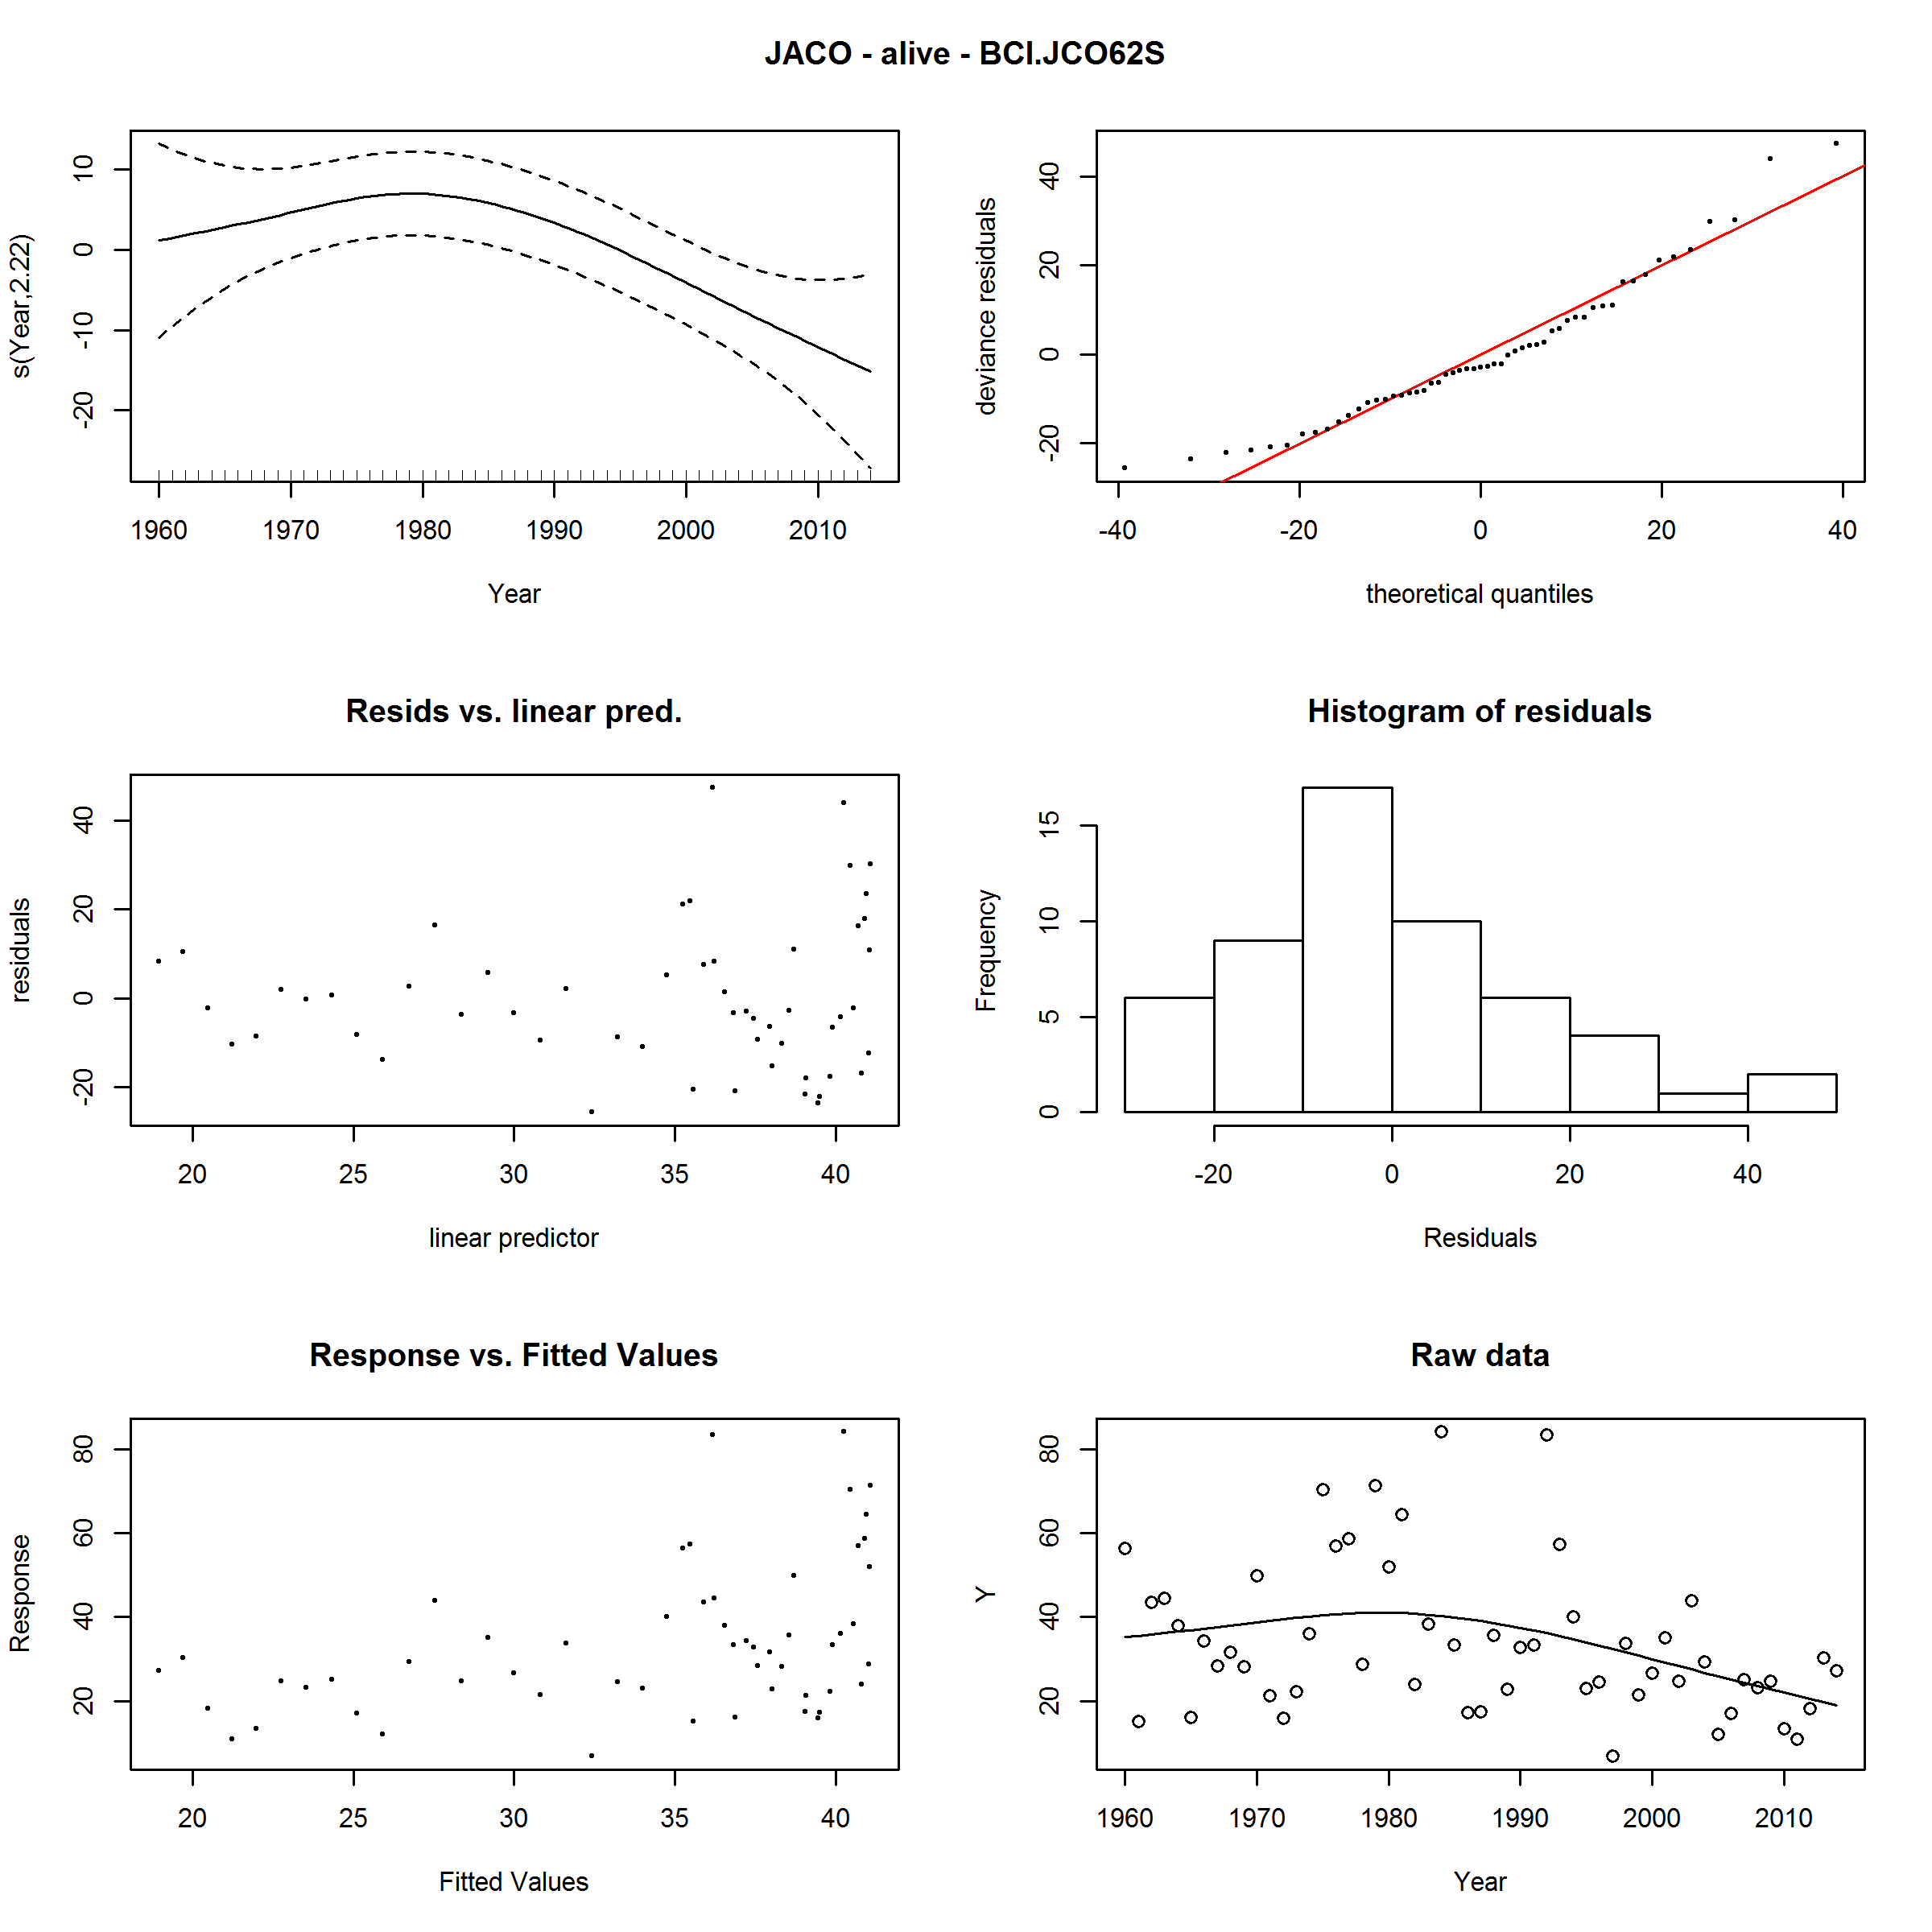 JACO - alive - BCI.JCO62S
s(Year,2.22)
10
0
-10
-20
1960 1970 1980 1990 2000 2010
Year
deviance residuals
40
20
0
-20
-40 -20 0 20 40
theoretical quantiles
Resids vs. linear pred.
residuals
40
20
0
-20
20 25 30 35 40
linear predictor
Histogram of residuals
Frequency
15
10
5
0
-20 0 20 40
Residuals
Response vs. Fitted Values
Response
80
60
40
20
20 25 30 35 40
Fitted Values
Raw data
Y
80
60
40
20
1960 1970 1980 1990 2000 2010
Year